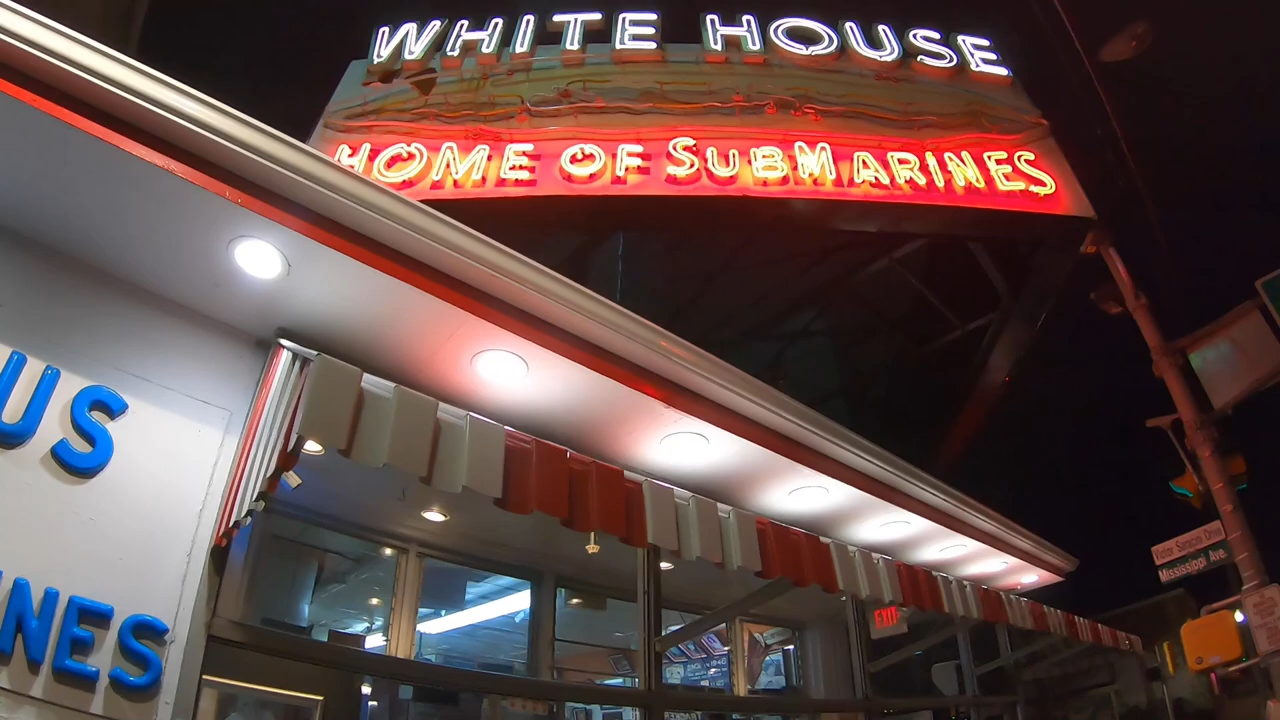 WHITE HOUSE
HOME OF SUBMARINES
US
NES
EXIT
Mississippi Ave.